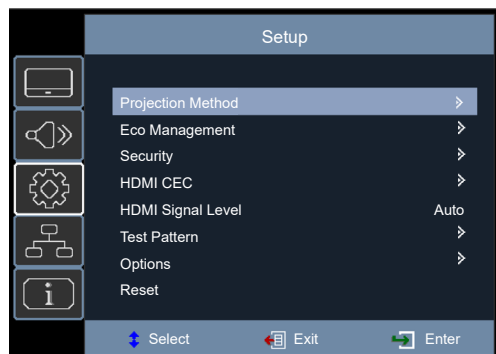 Setup
Projection Method
Eco Management
Security
HDMI CEC
HDMI Signal Level Auto
Test Pattern
Options
Reset
i
Select Exit Enter